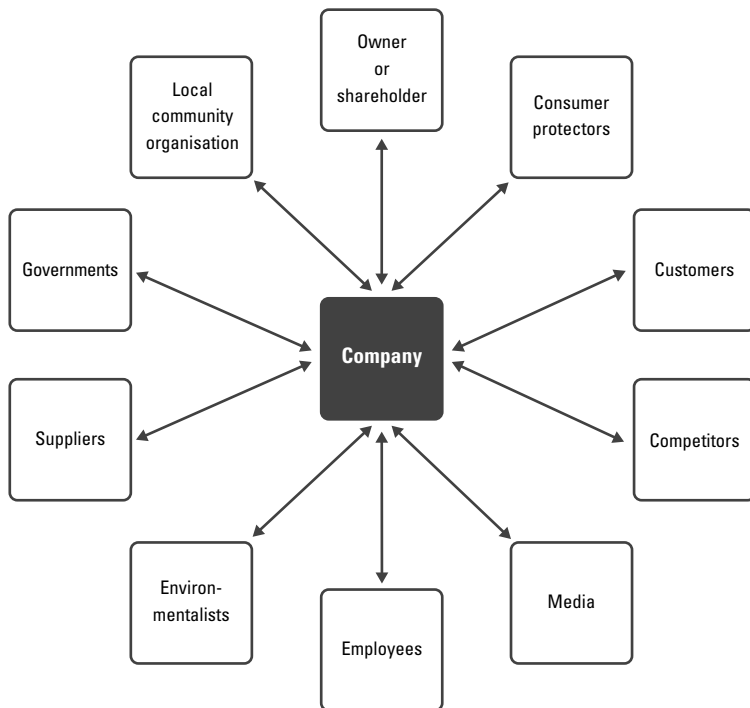 Owner
or
shareholder
Local
community
organisation
Consumer
protectors
Governments
Customers
Company
Suppliers
Competitors
Environ-
mentalists
Media
Employees